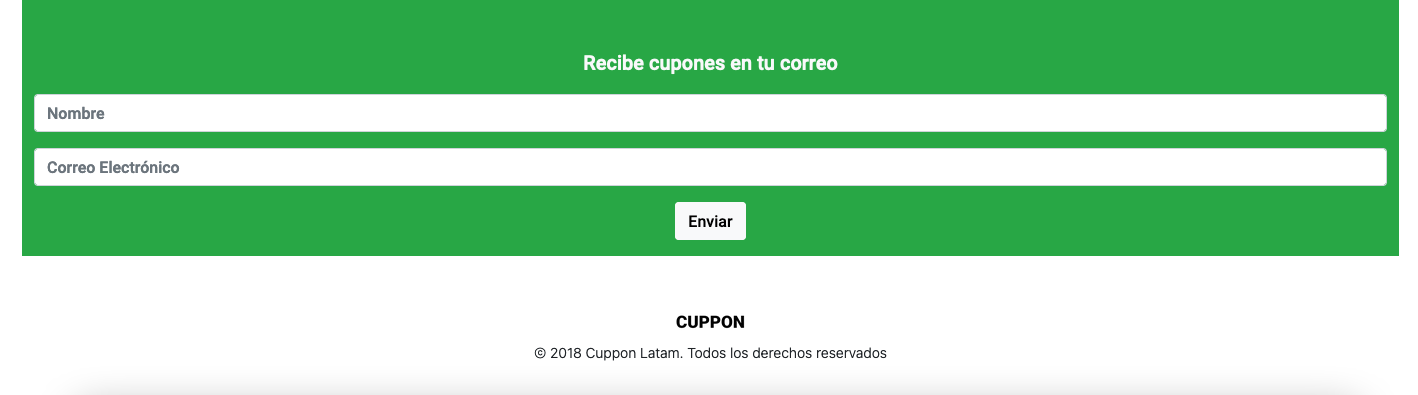 Recibe cupones en tu correo
Nombre
Correo Electrónico
Enviar
CUPPON
© 2018 Cuppon Latam. Todos los derechos reservados